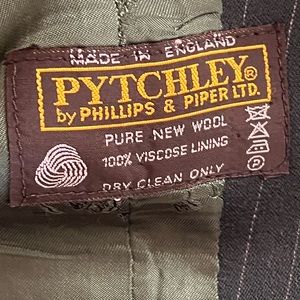 MADE IN ENGLAND
PYTCHLEY®
by PHILLIPS & PIPER LTD.
PURE NEW WOOL
100% VISCOSE LINING
DRY CLEAN ONLY